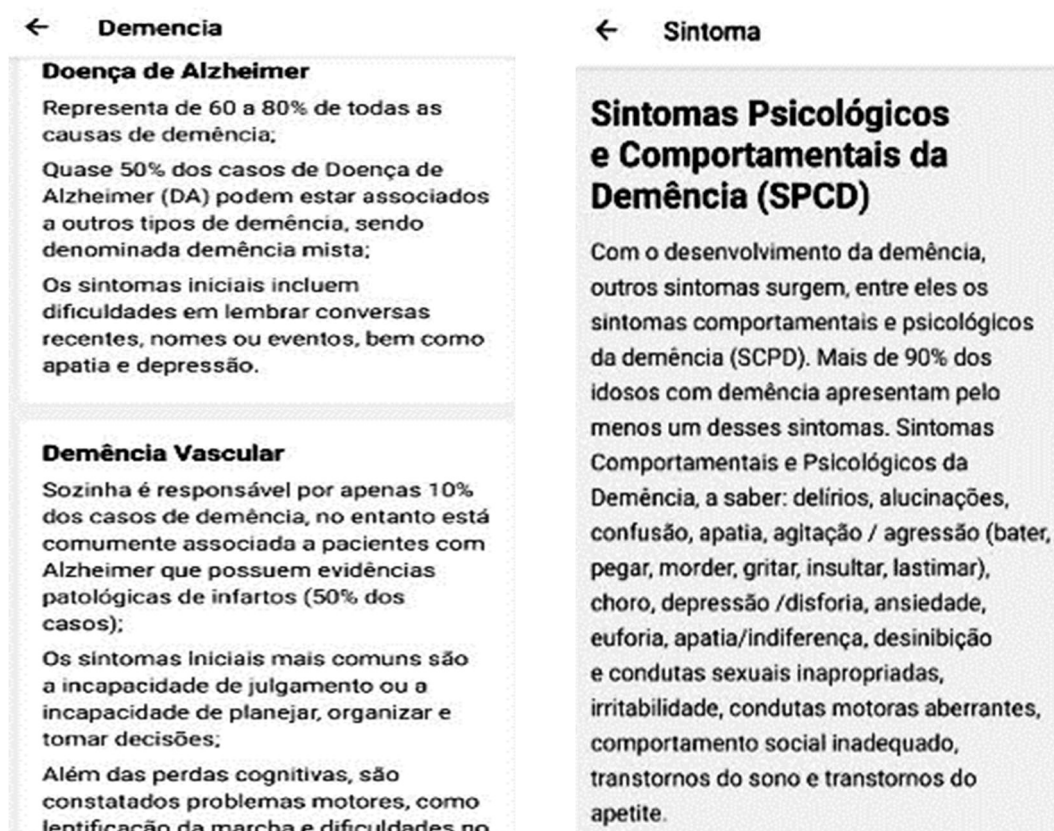 ← Demencia
Doença de Alzheimer
Representa de 60 a 80% de todas as
causas de demência;
Quase 50% dos casos de Doença de
Alzheimer (DA) podem estar associados
a outros tipos de demência, sendo
denominada demência mista;
Os sintomas iniciais incluem
dificuldades em lembrar conversas
recentes, nomes ou eventos, bem como
apatia e depressão.
Demência Vascular
Sozinha é responsável por apenas 10%
dos casos de demência, no entanto está
comumente associada a pacientes com
Alzheimer que possuem evidências
patológicas de infartos (50% dos
casos);
Os sintomas iniciais mais comuns são
a incapacidade de julgamento ou a
incapacidade de planejar, organizar e
tomar decisões;
Além das perdas cognitivas, são
constatados problemas motores, como
lentificação da marcha e dificuldades no
← Sintoma
Sintomas Psicológicos
e Comportamentais da
Demência (SPCD)
Com o desenvolvimento da demência,
outros sintomas surgem, entre eles os
sintomas comportamentais e psicológicos
da demência (SCPD). Mais de 90% dos
idosos com demência apresentam pelo
menos um desses sintomas. Sintomas
Comportamentais e Psicológicos da
Demência, a saber: delírios, alucinações,
confusão, apatia, agitação / agressão (bater,
pegar, morder, gritar, insultar, lastimar),
choro, depressão /disforia, ansiedade,
euforia, apatia/indiferença, desinibição
e condutas sexuais inapropriadas,
irritabilidade, condutas motoras aberrantes,
comportamento social inadequado,
transtornos do sono e transtornos do
apetite.